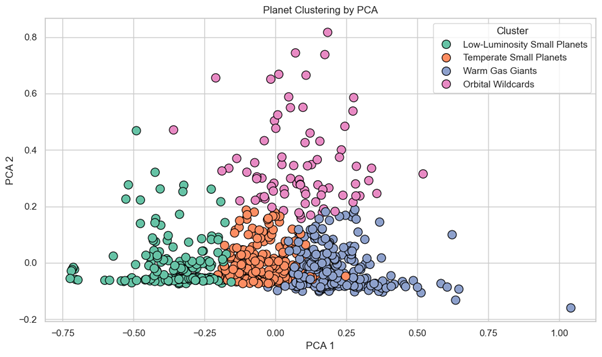 Planet Clustering by PCA
Cluster
Low-Luminosity Small Planets
Temperate Small Planets
Warm Gas Giants
Orbital Wildcards
PCA 2
0.8
0.6
0.4
0.2
0.0
−0.2
−0.75
−0.50
−0.25
0.00
0.25
0.50
0.75
1.00
PCA 1